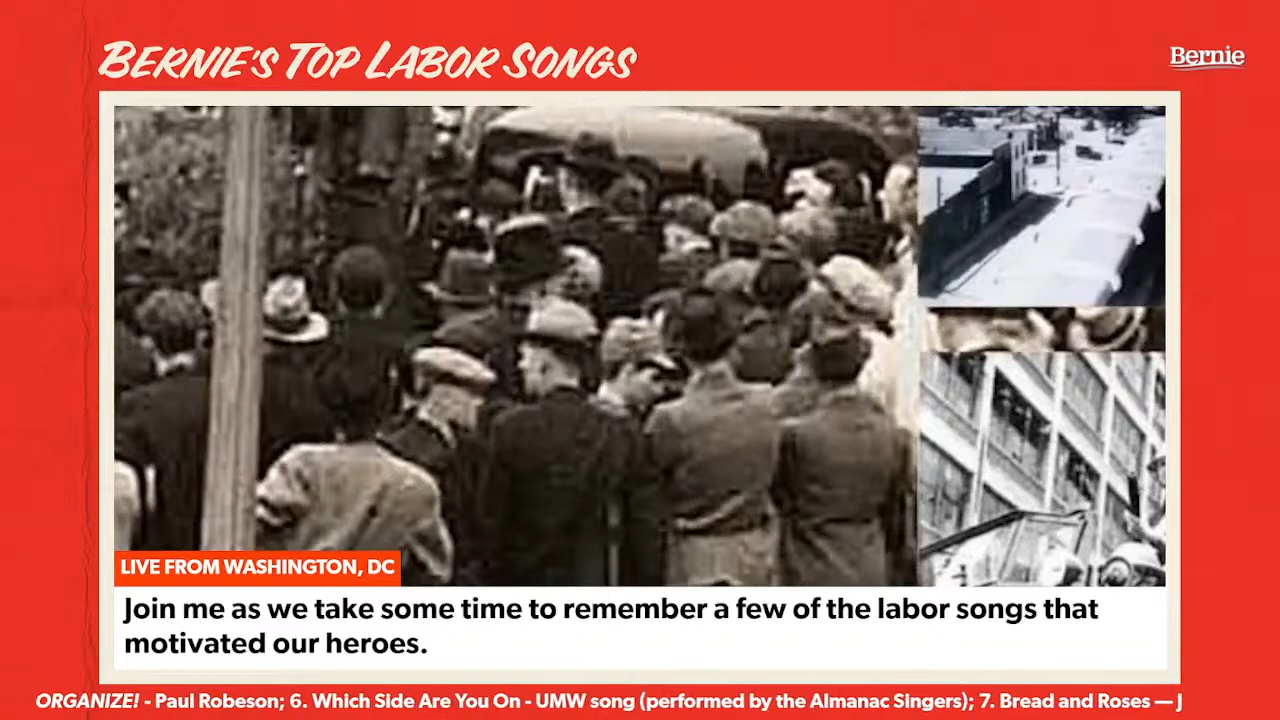 BERNIE'S TOP LABOR SONGS
Bernie
LIVE FROM WASHINGTON, DC
Join me as we take some time to remember a few of the labor songs that
motivated our heroes.
ORGANIZE! - Paul Robeson; 6. Which Side Are You On - UMW song (performed by the Almanac Singers); 7. Bread and Roses — J